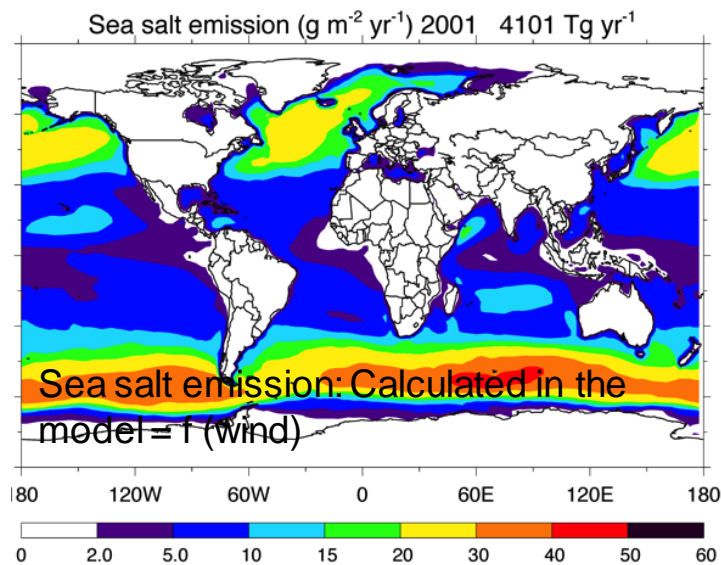 Sea salt emission (g m⁻² yr⁻¹) 2001 4101 Tg yr⁻¹
Sea salt emission: Calculated in the
model = f (wind)
180 120W 60W 0 60E 120E 180
0 2.0 5.0 10 15 20 30 40 50 60